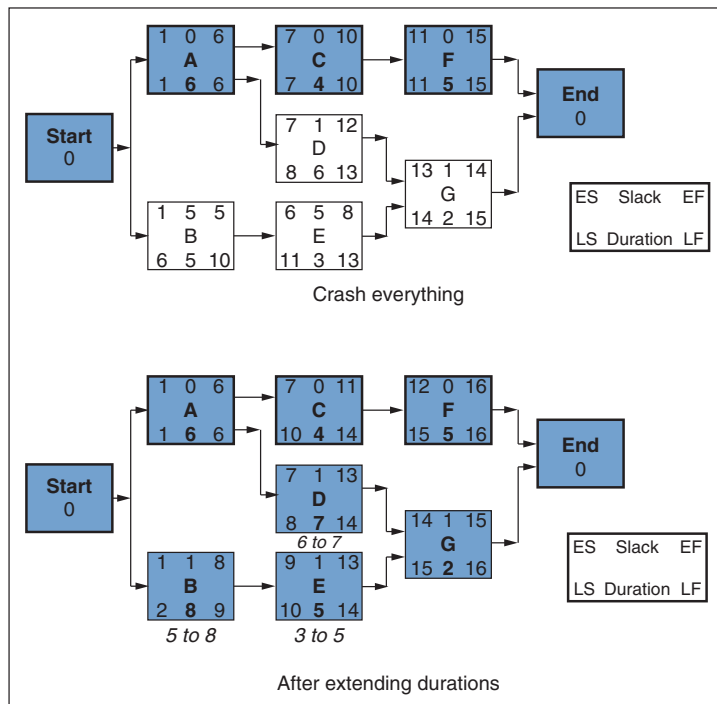 1 0 6
A
1 6 6
7 0 10
C
7 4 10
11 0 15
F
11 5 15
End
0
Start
0
7 1 12
D
8 6 13
13 1 14
G
14 2 15
1 5 5
B
6 5 10
6 5 8
E
11 3 13
ES Slack EF
LS Duration LF
Crash everything
1 0 6
A
1 6 6
7 0 11
C
10 4 14
12 0 16
F
15 5 16
End
0
Start
0
7 1 13
D
8 7 14
6 to 7
14 1 15
G
15 2 16
1 1 8
B
2 8 9
5 to 8
9 1 13
E
10 5 14
3 to 5
ES Slack EF
LS Duration LF
After extending durations